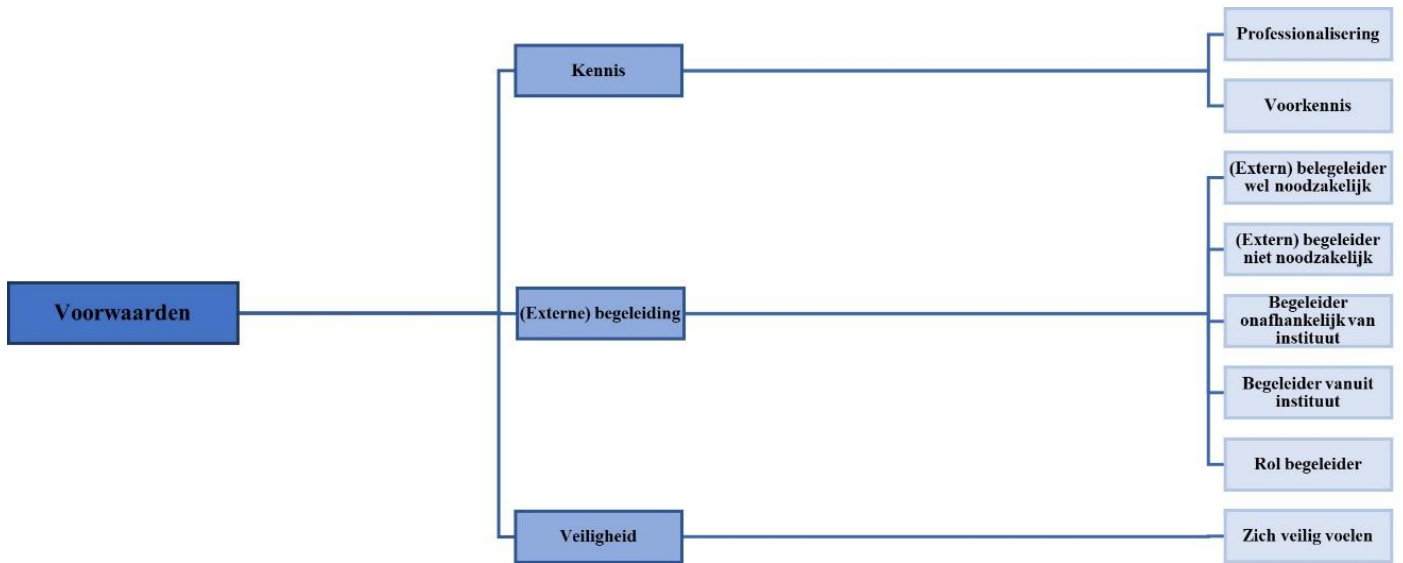 Voorwaarden
Kennis
Professionalisering
Voorkennis
(Externe) begeleiding
(Extern) belegeleider
wel noodzakelijk
(Extern) begeleider
niet noodzakelijk
Begeleider
onafhankelijk van
instituut
Begeleider vanuit
instituut
Rol begeleider
Veiligheid
Zich veilig voelen